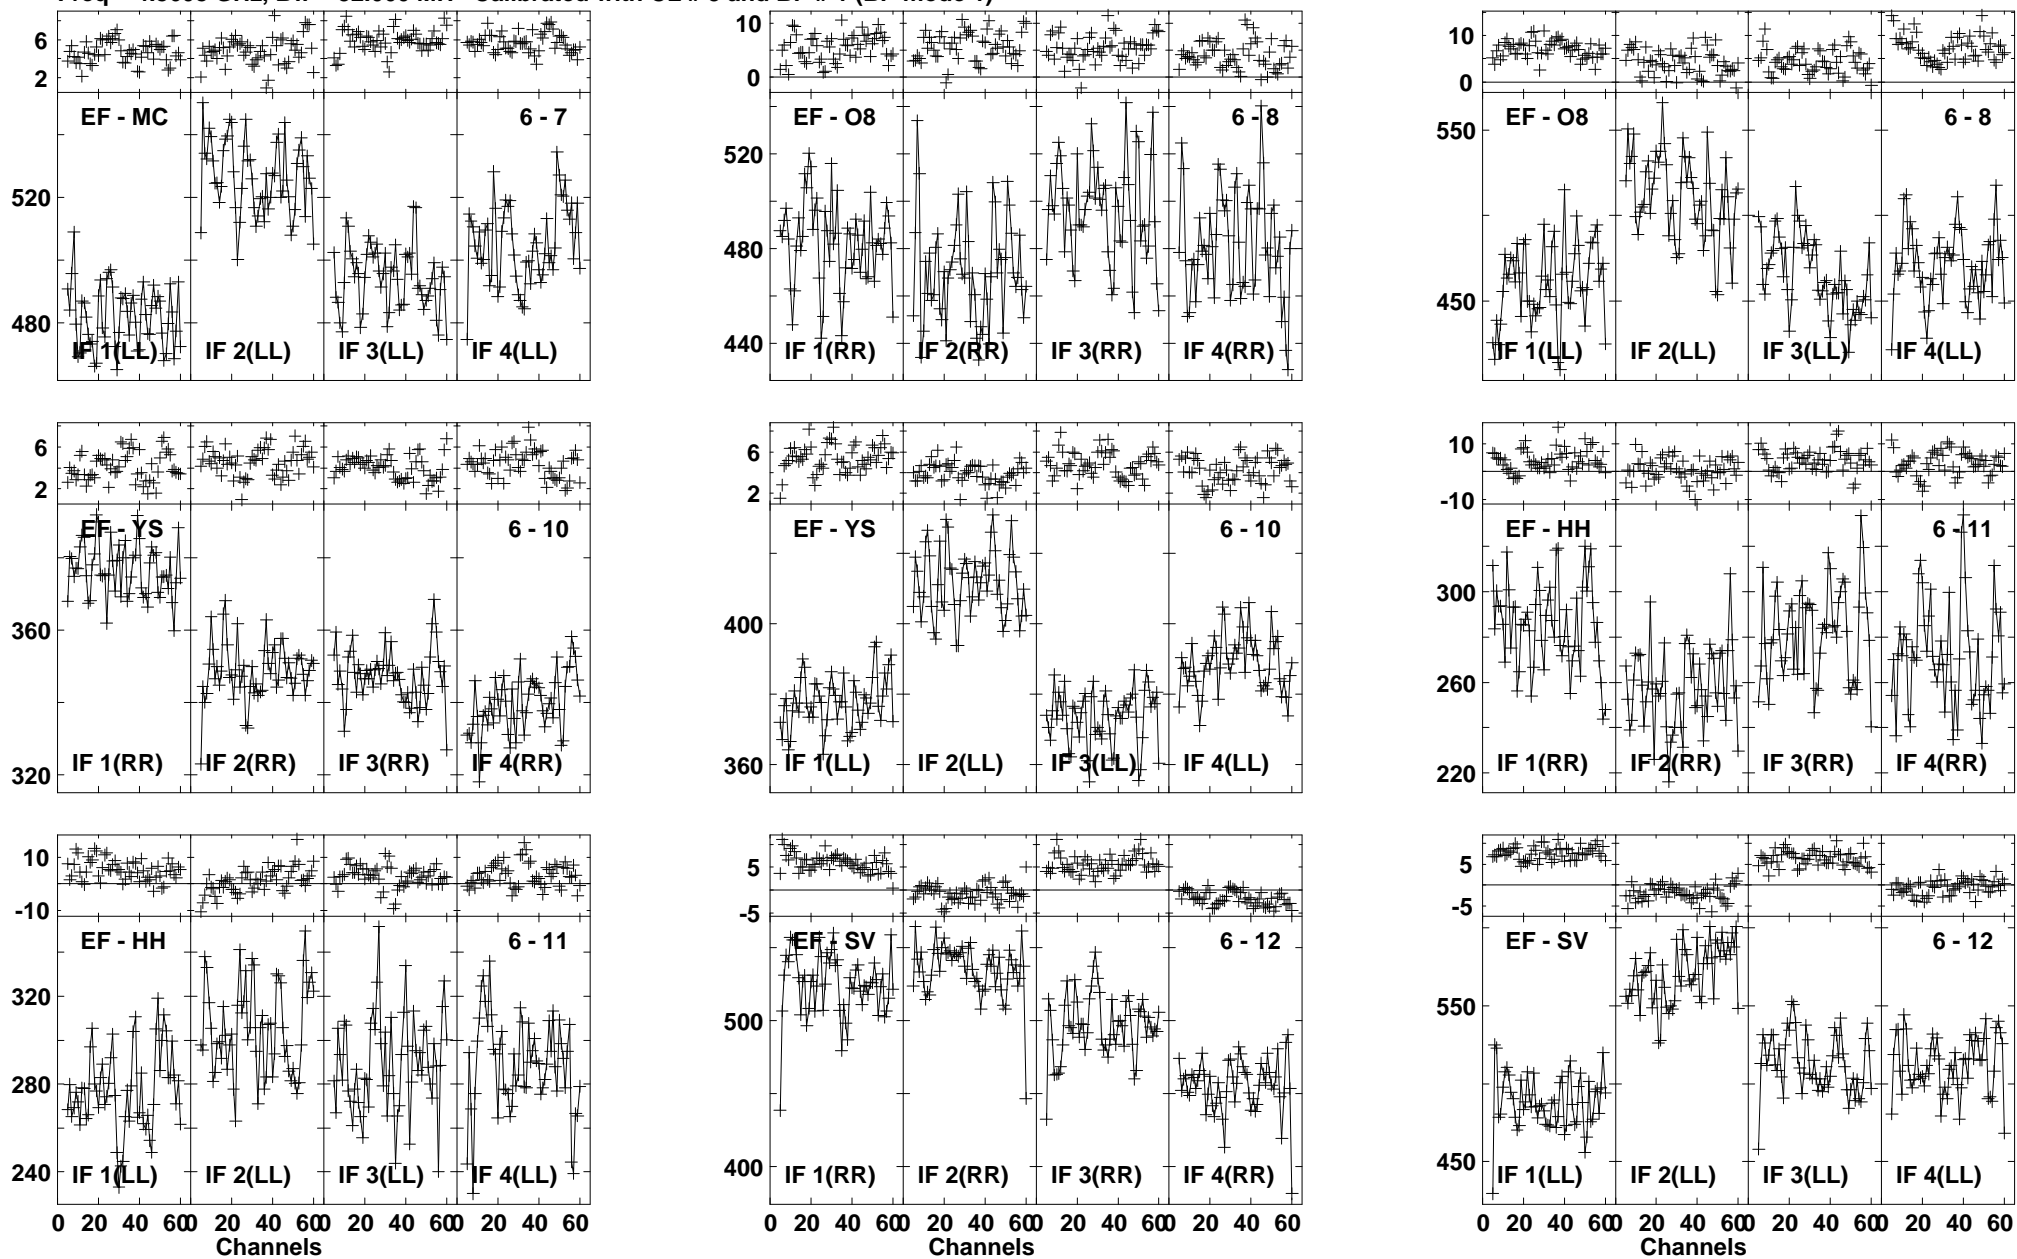 6 10 10
2 0 0
EF - MC 6 - 7 EF - O8 6 - 8 EF - O8 6 - 8
520 520 550
480 480 450
440
IF 1(LL) IF 2(LL) IF 3(LL) IF 4(LL) IF 1(RR) IF 2(RR) IF 3(RR) IF 4(RR) IF 1(LL) IF 2(LL) IF 3(LL) IF 4(LL)
6 6 10
2 2 -10
EF - YS 6 - 10 EF - YS 6 - 10 EF - HH 6 - 11
360 400 300
260
IF 1(RR) IF 2(RR) IF 3(RR) IF 4(RR) IF 1(LL) IF 2(LL) IF 3(LL) IF 4(LL) IF 1(RR) IF 2(RR) IF 3(RR) IF 4(RR)
320 360 220
10 5 5
-10 -5 -5
EF - HH 6 - 11 EF - SV 6 - 12 EF - SV 6 - 12
320 500 550
280
240 400 450
IF 1(LL) IF 2(LL) IF 3(LL) IF 4(LL) IF 1(RR) IF 2(RR) IF 3(RR) IF 4(RR) IF 1(LL) IF 2(LL) IF 3(LL) IF 4(LL)
0 20 40 60 0 20 40 60 0 20 40 60 0 20 40 60 0 20 40 60 0 20 40 60 0 20 40 60 0 20 40 60 0 20 40 60 0 20 40 60 0 20 40 60 0 20 40 60
Channels Channels Channels